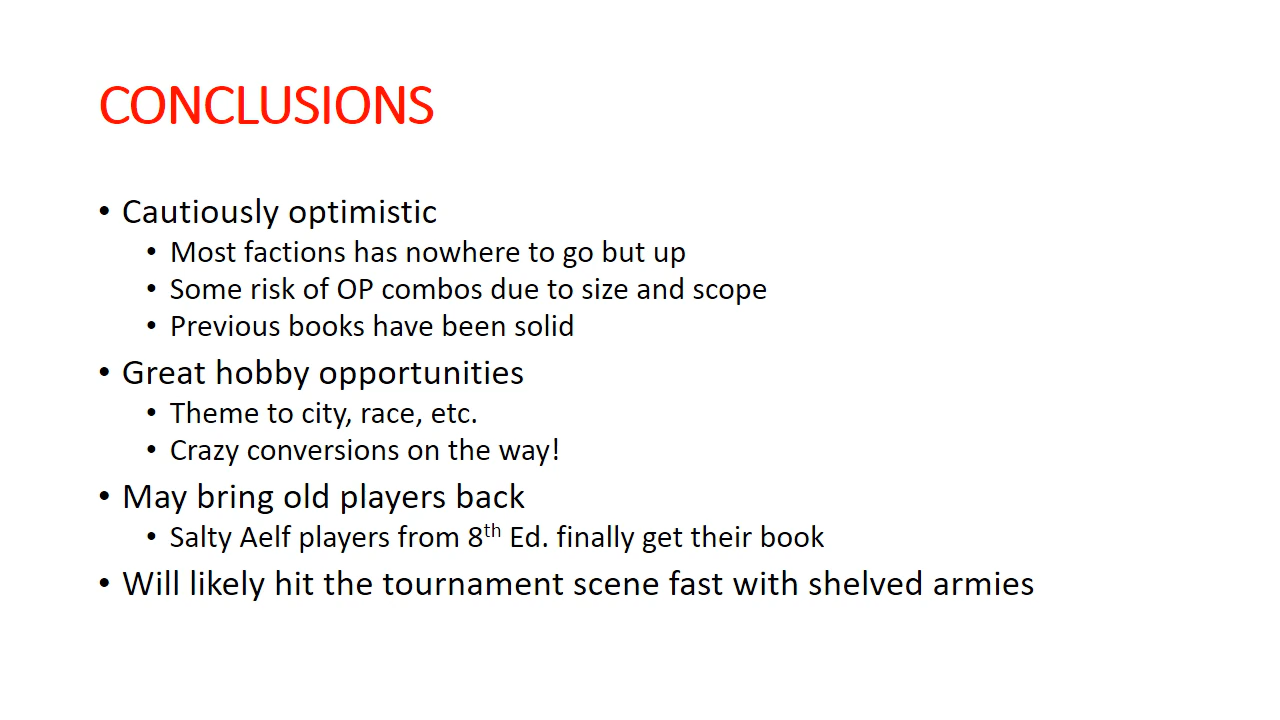 CONCLUSIONS
• Cautiously optimistic
• Most factions has nowhere to go but up
• Some risk of OP combos due to size and scope
• Previous books have been solid
• Great hobby opportunities
• Theme to city, race, etc.
• Crazy conversions on the way!
• May bring old players back
• Salty Aelf players from 8th Ed. finally get their book
• Will likely hit the tournament scene fast with shelved armies